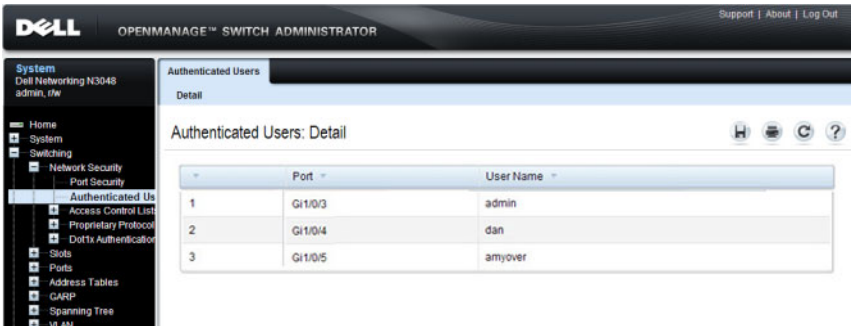 Support | About | Log Out
DELL
OPENMANAGE™ SWITCH ADMINISTRATOR
System
Dell Networking N3048
admin, r/w
Home
System
Switching
Network Security
Port Security
Authenticated Us
Access Control List
Proprietary Protocol
Dot1x Authentication
Slots
Ports
Address Tables
GARP
Spanning Tree
VLAN
Authenticated Users
Detail
Authenticated Users: Detail
Port User Name
1 Gi1/0/3 admin
2 Gi1/0/4 dan
3 Gi1/0/5 amyover